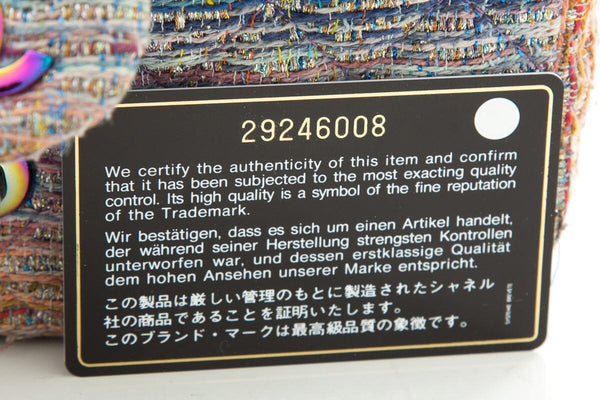 29246008
We certify the authenticity of this item and confirm
that it has been subjected to the most exacting quality
control. Its high quality is a symbol of the fine reputation
of the Trademark.
Wir bestätigen, dass es sich um einen Artikel handelt,
der während seiner Herstellung strengsten Kontrollen
unterworfen war, und dessen erstklassige Qualität
dem hohen Ansehen unserer Marke entspricht.
この製品は厳しい管理のもとに製造されたシャネル
社の商品であることを証明いたします。
このブランド・マークは最高級品質の象徴です。